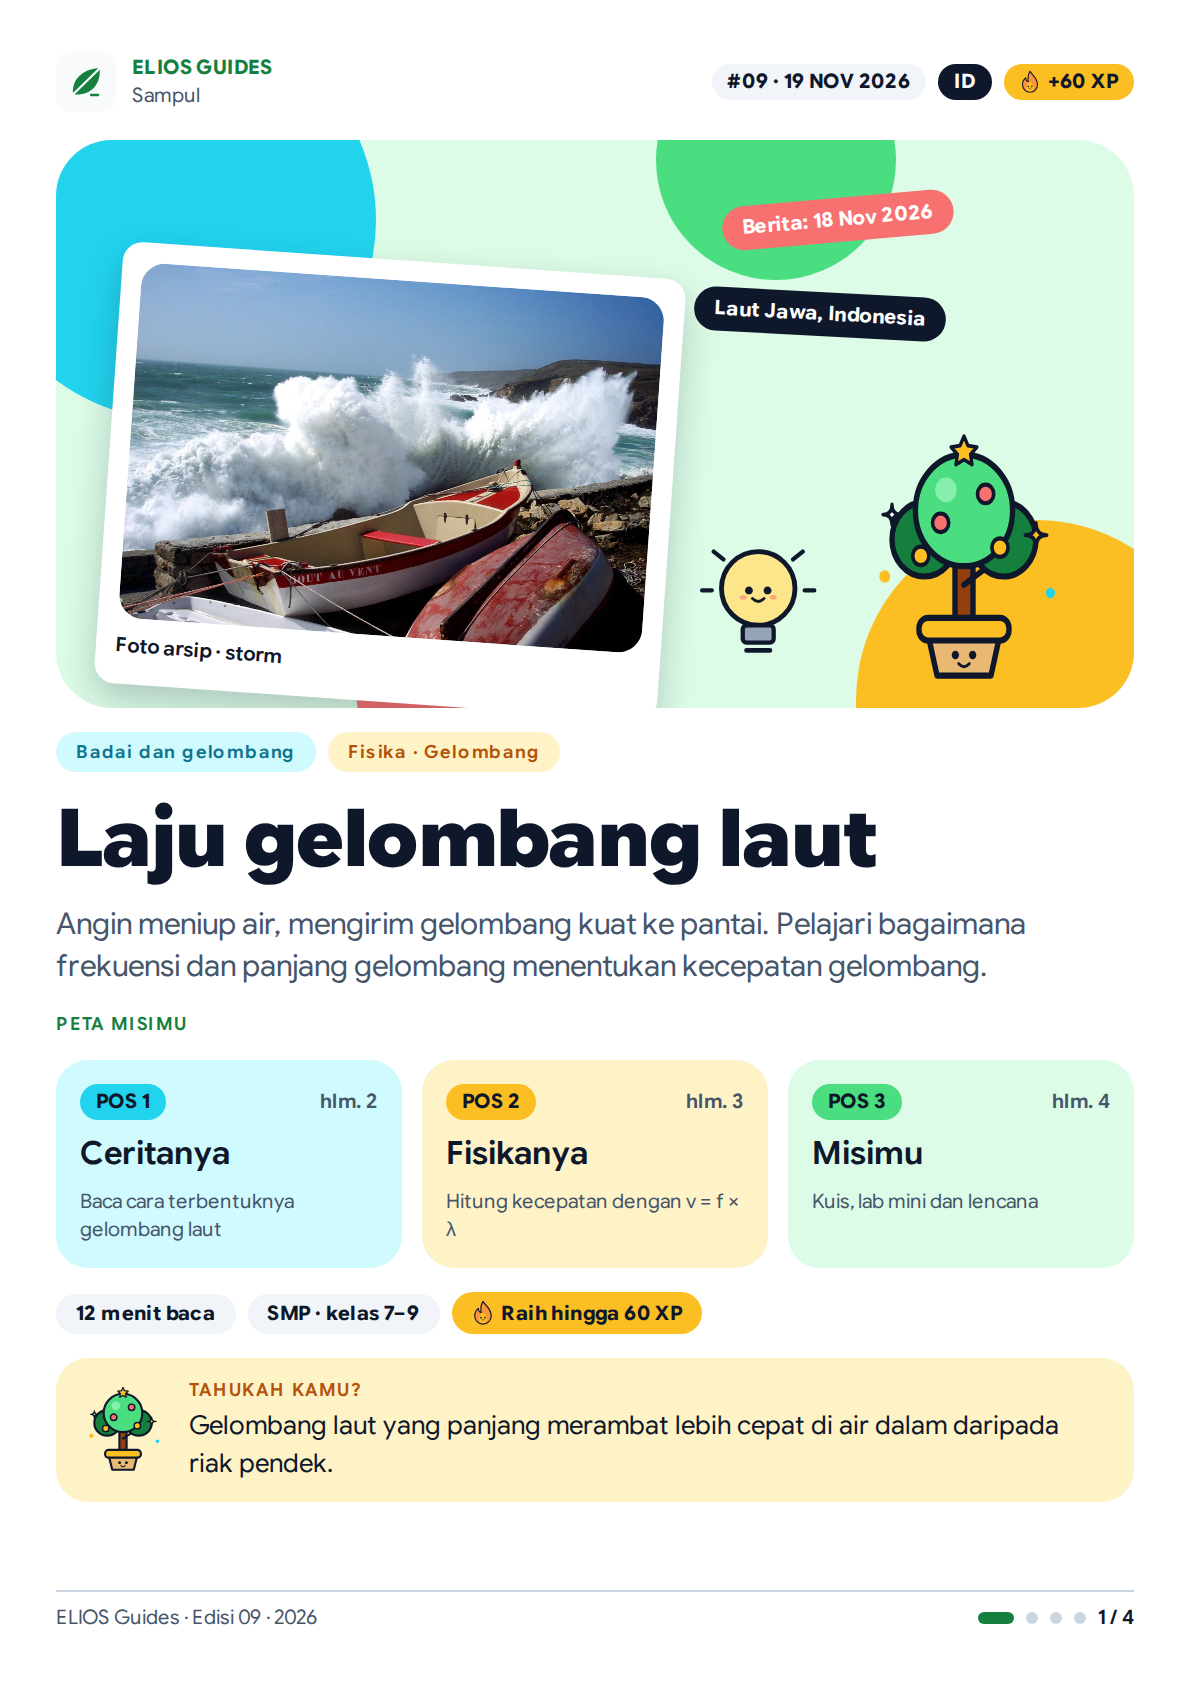 ELIOS GUIDES
Sampul
#09 · 19 NOV 2026
ID
+60 XP
Berita: 18 Nov 2026
Laut Jawa, Indonesia
OOUT AU VENT
Foto arsip · storm
Badai dan gelombang
Fisika · Gelombang
Laju gelombang laut
Angin meniup air, mengirim gelombang kuat ke pantai. Pelajari bagaimana
frekuensi dan panjang gelombang menentukan kecepatan gelombang.
PETA MISIMU
POS 1
hlm. 2
Ceritanya
Baca cara terbentuknya
gelombang laut
POS 2
hlm. 3
Fisikanya
Hitung kecepatan dengan v = f ×
λ
POS 3
hlm. 4
Misimu
Kuis, lab mini dan lencana
12 menit baca
SMP · kelas 7–9
Raih hingga 60 XP
TAHUKAH KAMU?
Gelombang laut yang panjang merambat lebih cepat di air dalam daripada
riak pendek.
ELIOS Guides · Edisi 09 · 2026
1 / 4